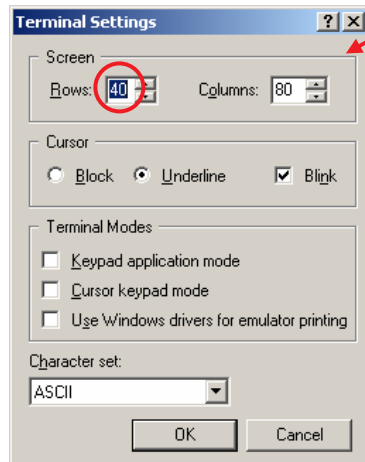 Terminal Settings
Screen
Rows: 40 Columns: 80
Cursor
Block Underline Blink
Terminal Modes
Keypad application mode
Cursor keypad mode
Use Windows drivers for emulator printing
Character set:
ASCII
OK Cancel